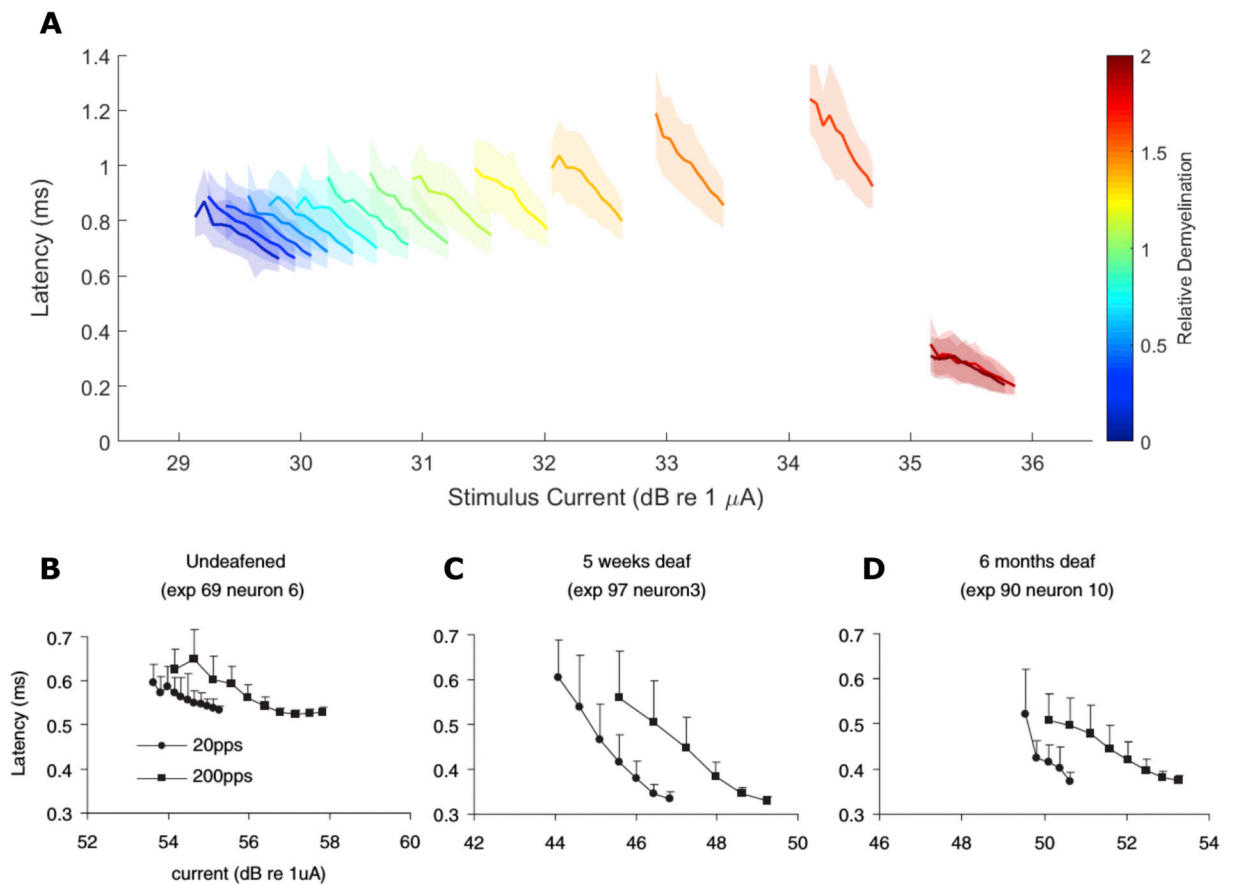 A
Latency (ms)
1.4
1.2
1
0.8
0.6
0.4
0.2
0
29 30 31 32 33 34 35 36
Stimulus Current (dB re 1 μA)
2
1.5
1
0.5
0
Relative Demyelination
B
Undeafened
(exp 69 neuron 6)
Latency (ms)
0.7
0.6
0.5
0.4
0.3
20pps
200pps
52 54 56 58 60
current (dB re 1uA)
C
5 weeks deaf
(exp 97 neuron3)
0.7
0.6
0.5
0.4
0.3
42 44 46 48 50
D
6 months deaf
(exp 90 neuron 10)
0.7
0.6
0.5
0.4
0.3
46 48 50 52 54